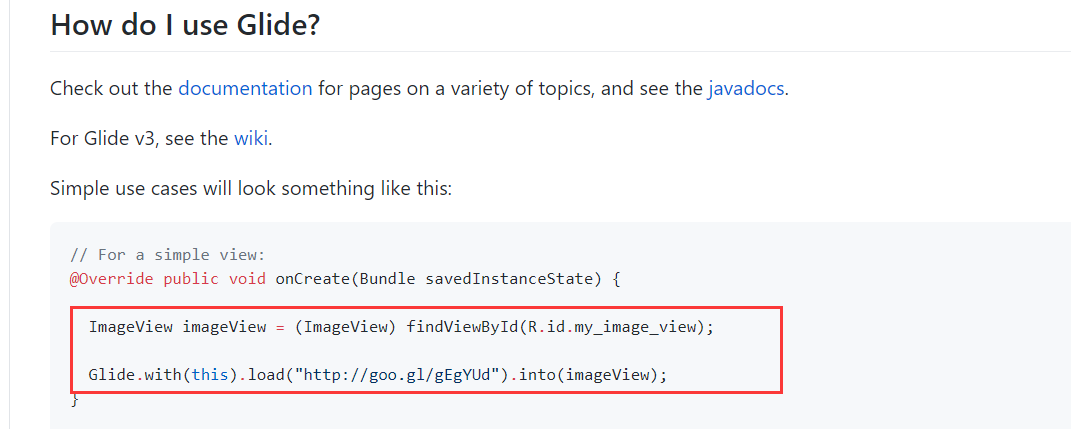 How do I use Glide?
Check out the documentation for pages on a variety of topics, and see the javadocs.
For Glide v3, see the wiki.
Simple use cases will look something like this:
// For a simple view:
@Override public void onCreate(Bundle savedInstanceState) {
ImageView imageView = (ImageView) findViewById(R.id.my_image_view);
Glide.with(this).load("http://goo.gl/gEgYUd").into(imageView);
}